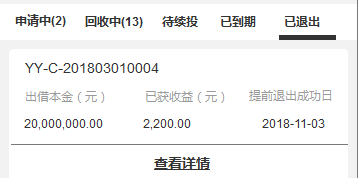 申请中(2) 回收中(13) 待续投 已到期 已退出
YY-C-201803010004
出借本金（元） 已获收益（元） 提前退出成功日
20,000,000.00 2,200.00 2018-11-03
查看详情